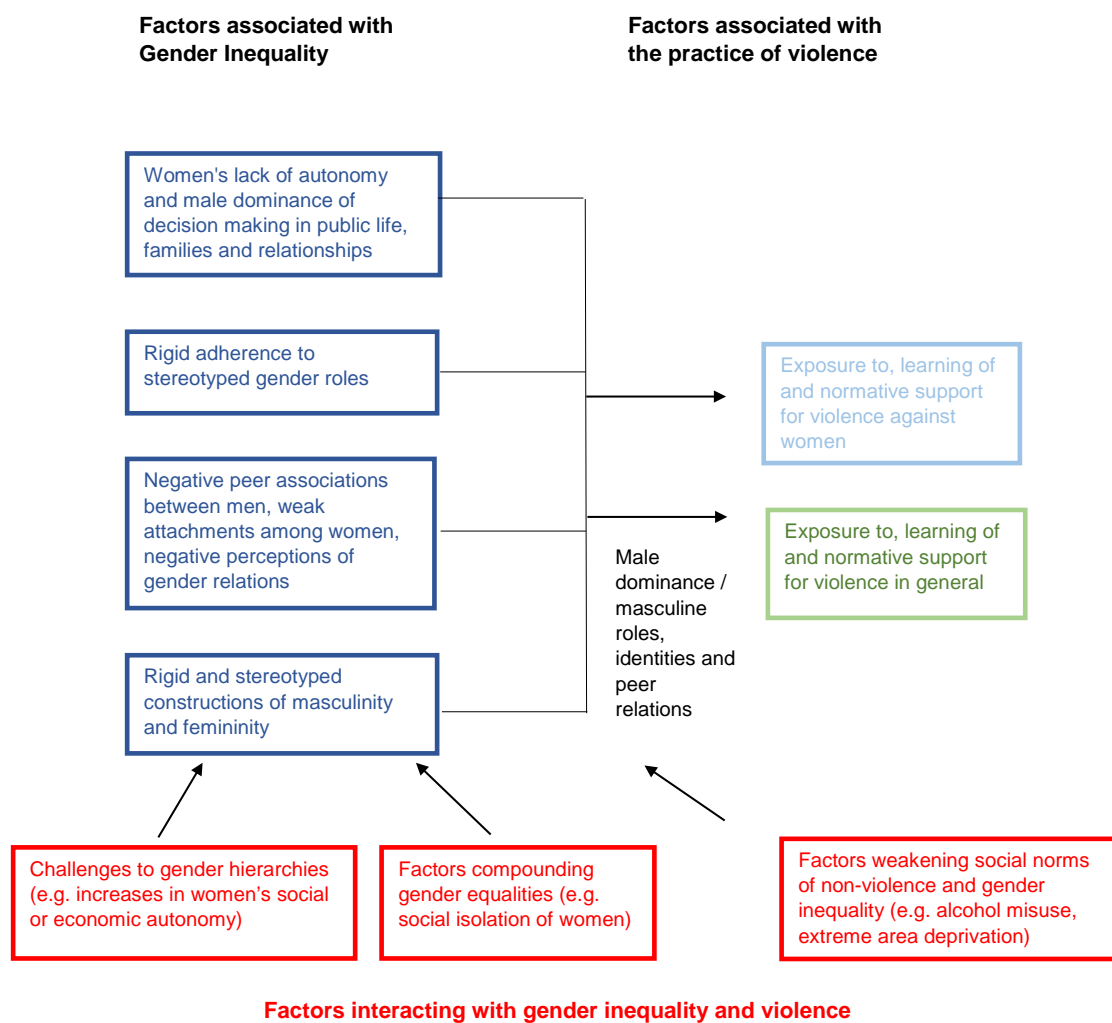 Factors associated with
Gender Inequality
Factors associated with
the practice of violence
Women's lack of autonomy
and male dominance of
decision making in public life,
families and relationships
Rigid adherence to
stereotyped gender roles
Negative peer associations
between men, weak
attachments among women,
negative perceptions of
gender relations
Rigid and stereotyped
constructions of masculinity
and femininity
Exposure to, learning of
and normative support
for violence against
women
Exposure to, learning of
and normative support
for violence in general
Male
dominance /
masculine
roles,
identities and
peer
relations
Challenges to gender hierarchies
(e.g. increases in women’s social
or economic autonomy)
Factors compounding
gender equalities (e.g.
social isolation of women)
Factors weakening social norms
of non-violence and gender
inequality (e.g. alcohol misuse,
extreme area deprivation)
Factors interacting with gender inequality and violence